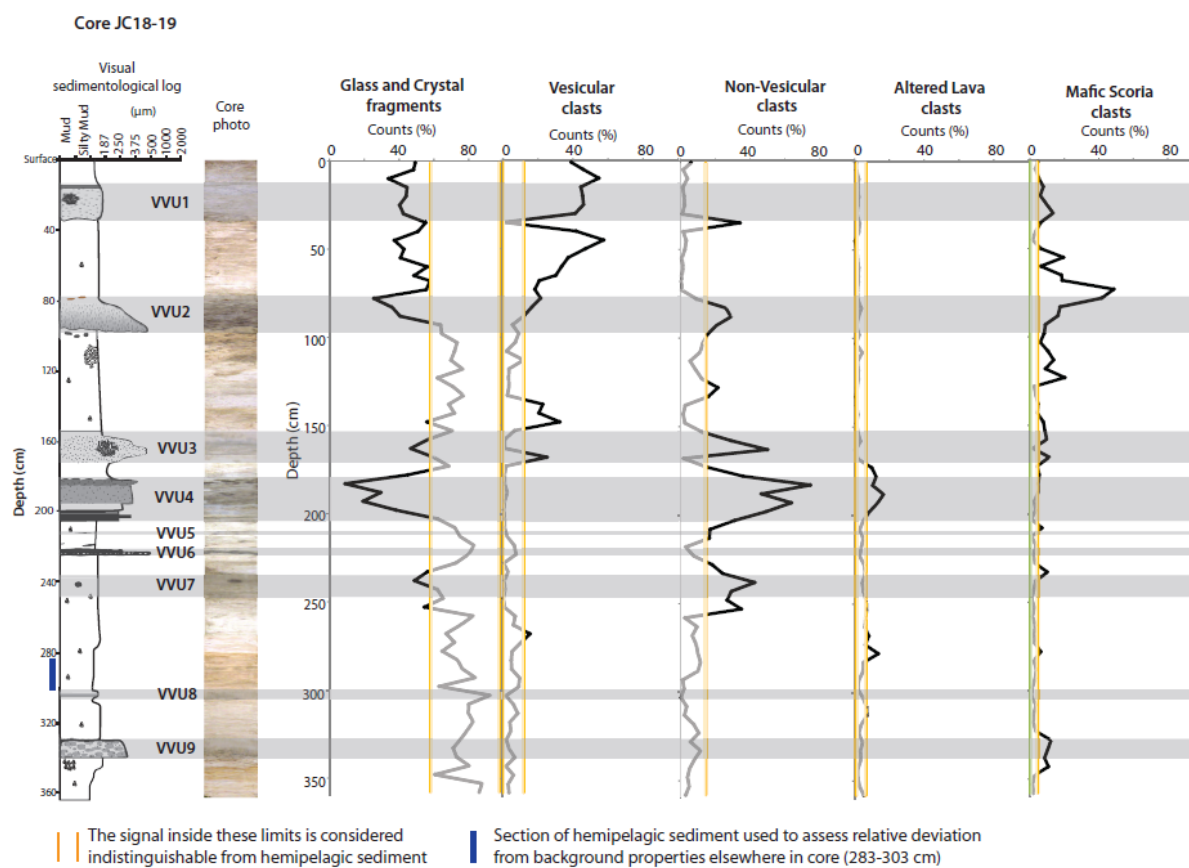 Core JC18-19
Visual
sedimentological log
(µm)
Mud
Silty Mud
187
250
375
500
1000
2000
Core
photo
Glass and Crystal
fragments
Counts (%)
Vesicular
clasts
Counts (%)
Non-Vesicular
clasts
Counts (%)
Altered Lava
clasts
Counts (%)
Mafic Scoria
clasts
Counts (%)
Surface
0 40 80
0 40 80
0 40 80
0 40 80
0 40 80
VVU1
VVU2
VVU3
VVU4
VVU5
VVU6
VVU7
VVU8
VVU9
40
80
120
160
200
240
280
320
360
Depth (cm)
0
50
100
150
200
250
300
350
Depth (cm)
The signal inside these limits is considered
indistinguishable from hemipelagic sediment
Section of hemipelagic sediment used to assess relative deviation
from background properties elsewhere in core (283-303 cm)